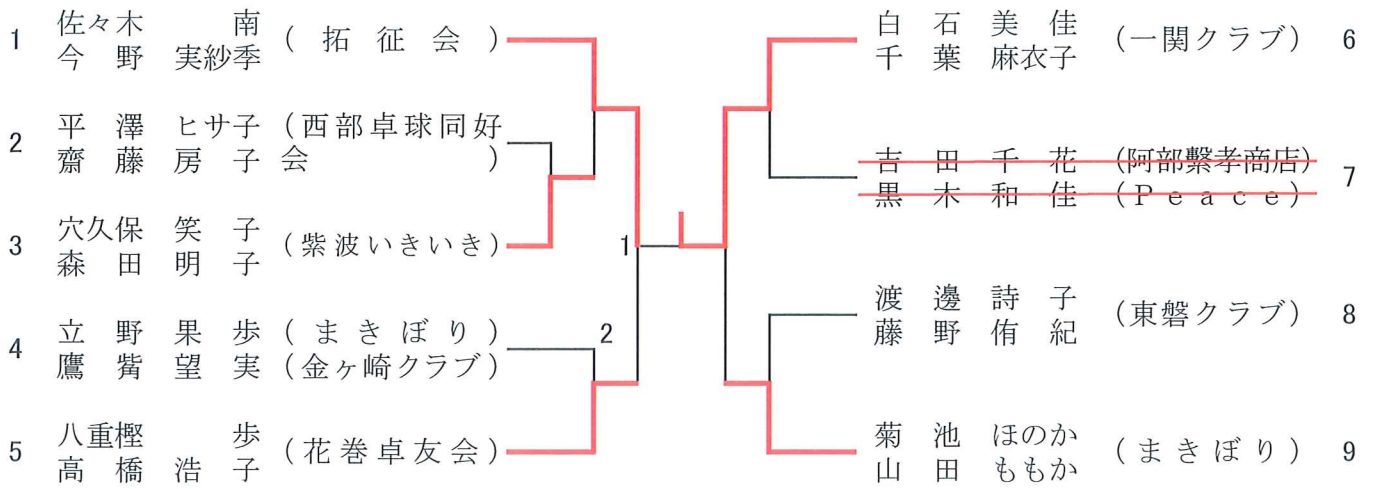 1 佐々木 南 (拓征会)
今野 実紗季
2 平澤 ヒサ子 (西部卓球同好
齋藤房子 会)
3 穴久保 笑子 (紫波いきいき)
森田明子
4 立野果歩 (まきぼり)
鷹觜望実 (金ヶ崎クラブ)
5 八重樫 歩 (花巻卓友会)
高橋浩子
1
2
白石美佳 (一関クラブ) 6
千葉 麻衣子
吉田千花 (阿部繋孝商店) 7
黒木和佳 (Peace)
渡邊詩子 (東磐クラブ) 8
藤野侑紀
菊池 ほのか (まきぼり) 9
山田 ももか